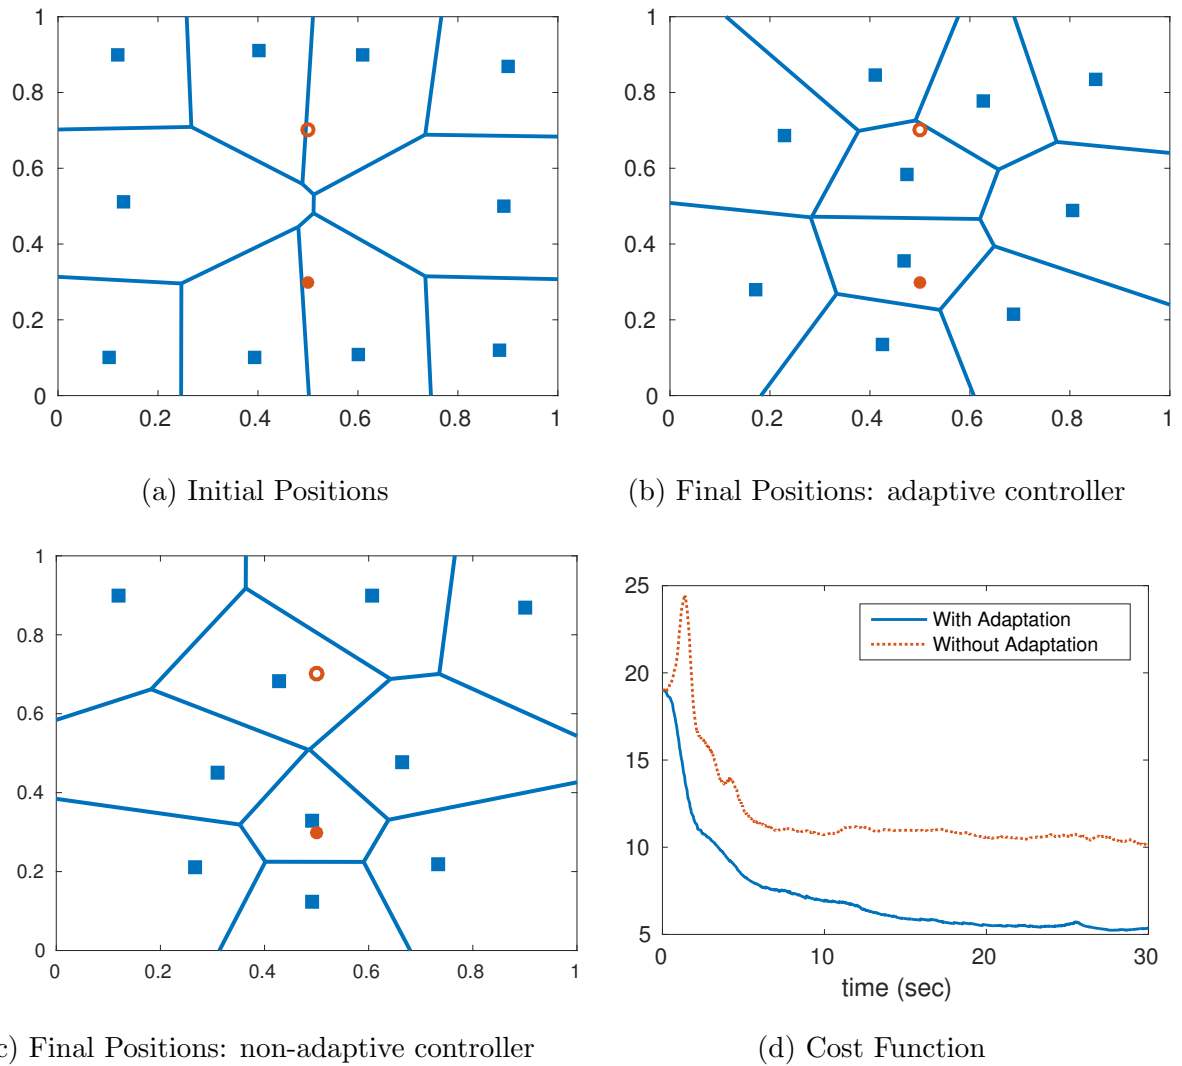 1
0.8
0.6
0.4
0.2
0
0 0.2 0.4 0.6 0.8 1
(a) Initial Positions
1
0.8
0.6
0.4
0.2
0
0 0.2 0.4 0.6 0.8 1
(b) Final Positions: adaptive controller
1
0.8
0.6
0.4
0.2
0
0 0.2 0.4 0.6 0.8 1
c) Final Positions: non-adaptive controller
25
20
15
10
5
With Adaptation
Without Adaptation
0 10 20 30
time (sec)
(d) Cost Function